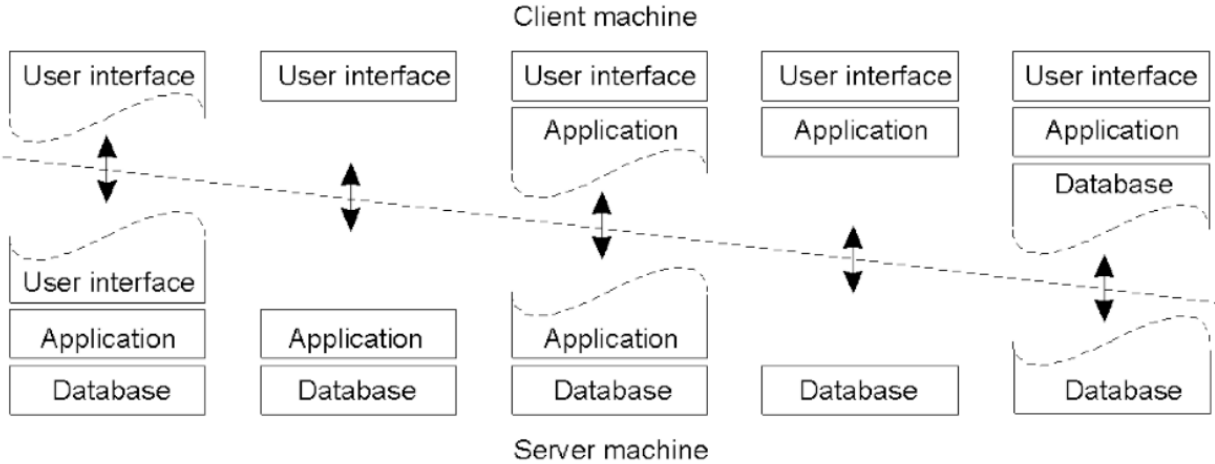 Client machine
User interface User interface User interface User interface User interface
Application Application Application
Database
User interface
Application Application Application
Database Database Database Database Database
Server machine